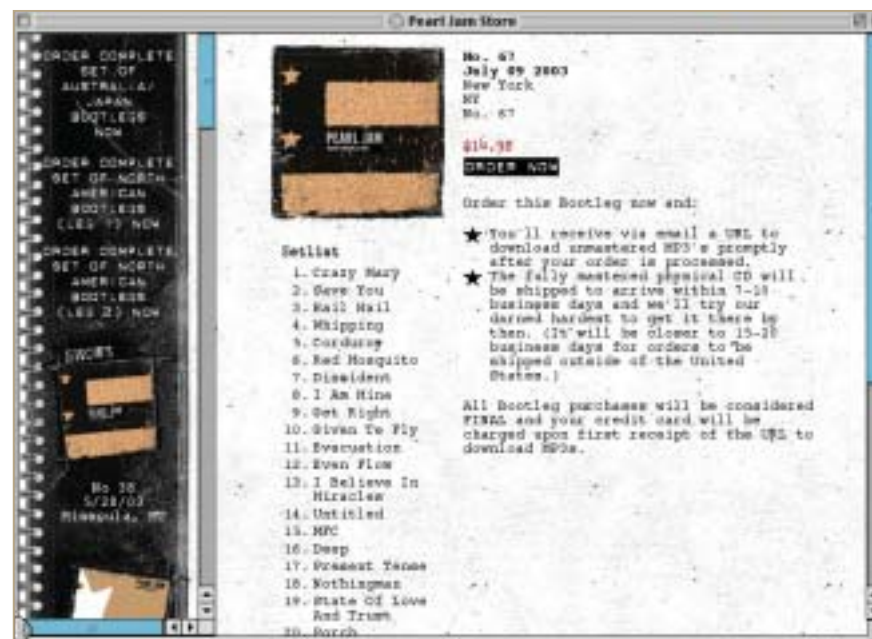 Pearl Jam Store
ORDER COMPLETE
SET OF
AUSTRALIA/
JAPAN
BOOTLEGS
NOW
ORDER COMPLETE
SET OF NORTH
AMERICAN
BOOTLEGS
(LEG 1) NOW
ORDER COMPLETE
SET OF NORTH
AMERICAN
BOOTLEGS
(LEG 2) NOW
No 38
5/28/03
PEARL JAM
Setlist
1. Crazy Mary
2. Save You
3. Hail Hail
4. Whipping
5. Corduroy
6. Red Mosquito
7. Dissident
8. I Am Mine
9. Get Right
10. Given To Fly
11. Evacuation
12. Even Flow
13. I Believe In
Miracles
14. Untitled
15. MFC
16. Deep
17. Present Tense
18. Nothingman
19. State Of Love
And Trust
20. Porch
No. 67
July 09 2003
New York
NY
No. 67
$14.98
ORDER NOW
Order this Bootleg now and:
You'll receive via email a URL to
download unmastered MP3's promptly
after your order is processed.
The fully mastered physical CD will
be shipped to arrive within 7-10
business days and we'll try our
darned hardest to get it there by
then. (It will be closer to 15-20
business days for orders to be
shipped outside of the United
States.)
All Bootleg purchases will be considered
FINAL and your credit card will be
charged upon first receipt of the URL to
download MP3s.